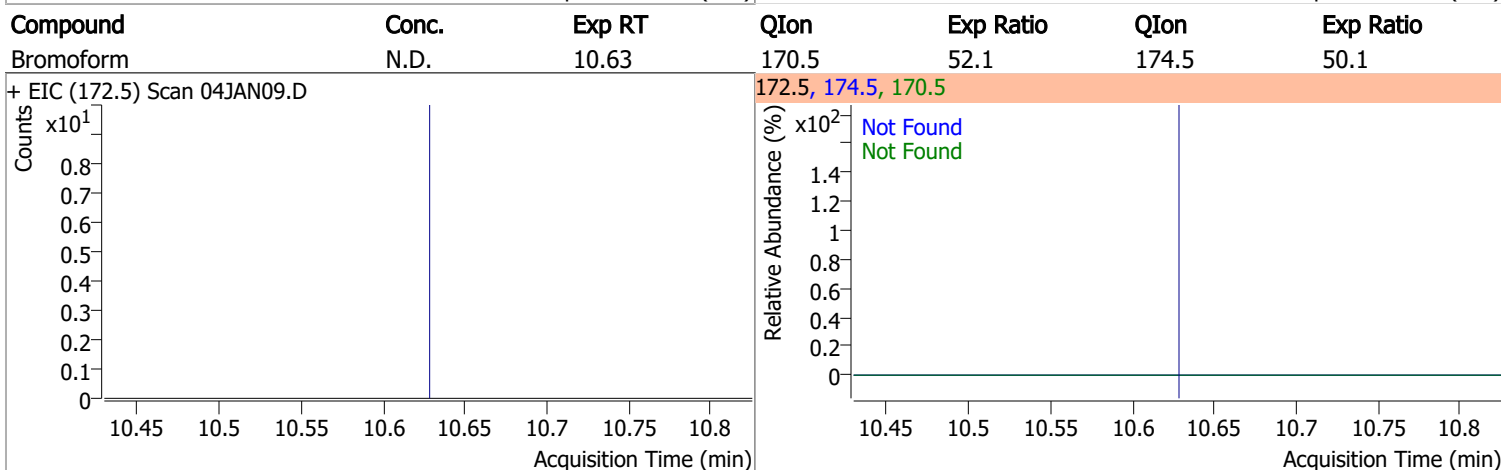 Compound Conc. Exp RT QIon Exp Ratio QIon Exp Ratio
Bromoform N.D. 10.63 170.5 52.1 174.5 50.1
+ EIC (172.5) Scan 04JAN09.D
Counts
x10¹
0.8
0.7
0.6
0.5
0.4
0.3
0.2
0.1
0
10.45 10.5 10.55 10.6 10.65 10.7 10.75 10.8
Acquisition Time (min)
172.5, 174.5, 170.5
Relative Abundance (%)
x10²
Not Found
Not Found
1.4
1.2
1
0.8
0.6
0.4
0.2
0
10.45 10.5 10.55 10.6 10.65 10.7 10.75 10.8
Acquisition Time (min)